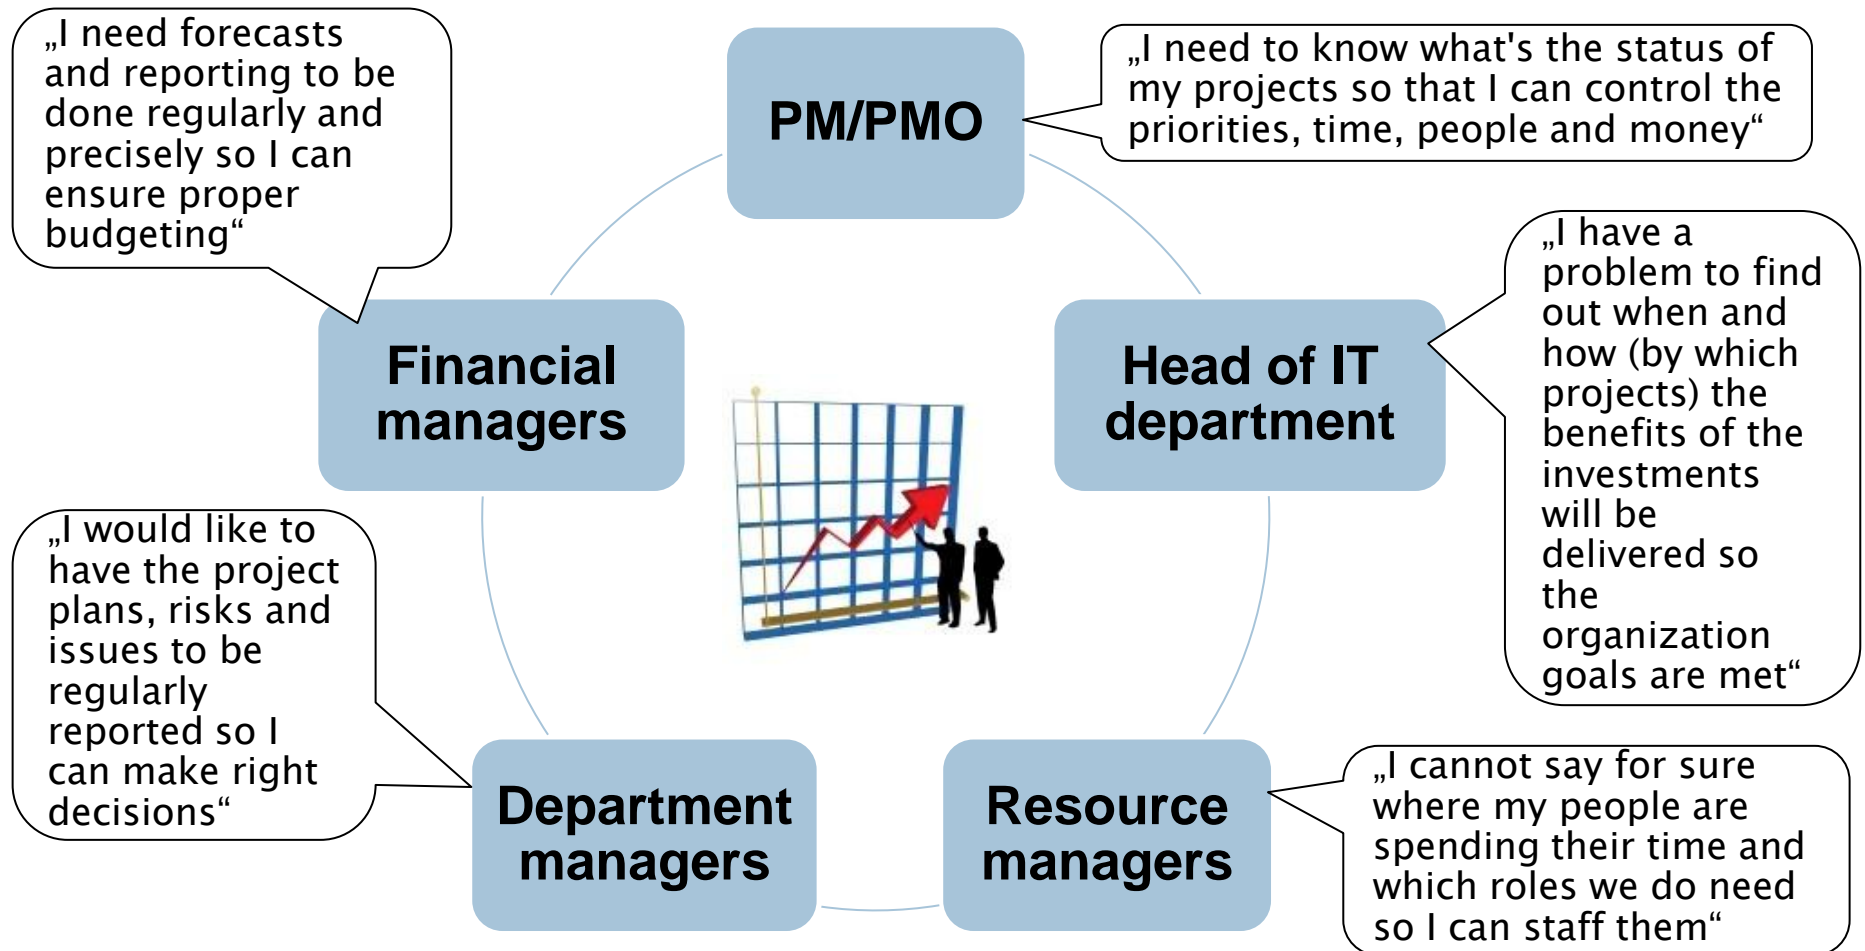 „I need forecasts
and reporting to be
done regularly and
precisely so I can
ensure proper
budgeting“
PM/PMO
„I need to know what's the status of
my projects so that I can control the
priorities, time, people and money“
Financial
managers
Head of IT
department
„I have a
problem to find
out when and
how (by which
projects) the
benefits of the
investments
will be
delivered so
the
organization
goals are met“
„I would like to
have the project
plans, risks and
issues to be
regularly
reported so I
can make right
decisions“
Department
managers
Resource
managers
„I cannot say for sure
where my people are
spending their time and
which roles we do need
so I can staff them“